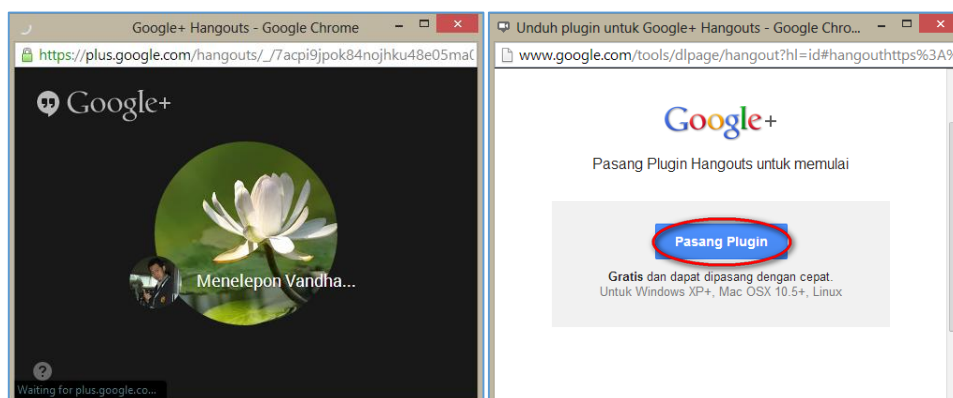 Google+ Hangouts - Google Chrome
https://plus.google.com/hangouts/_/7acpi9jpok84nojhku48e05ma(
Google+
Menelepon Vandha...
?
Waiting for plus.google.co...
Unduh plugin untuk Google+ Hangouts - Google Chro...
www.google.com/tools/dlpage/hangout?hl=id#hangouthttps%3A%
Google+
Pasang Plugin Hangouts untuk memulai
Pasang Plugin
Gratis dan dapat dipasang dengan cepat.
Untuk Windows XP+, Mac OSX 10.5+, Linux